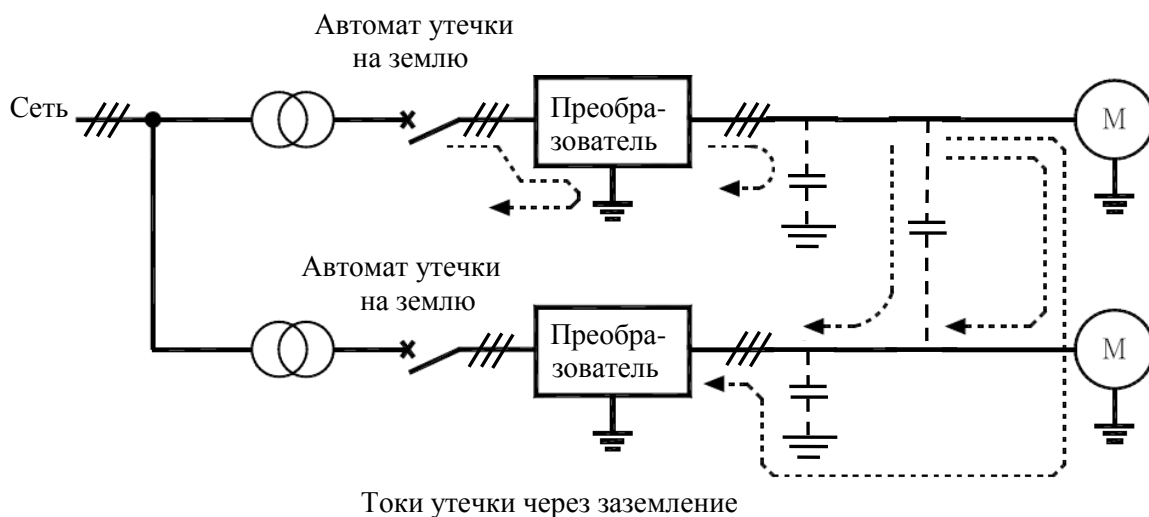 Автомат утечки
на землю
Сеть
Преобра-
зователь
М
Автомат утечки
на землю
Преобра-
зователь
М
Токи утечки через заземление